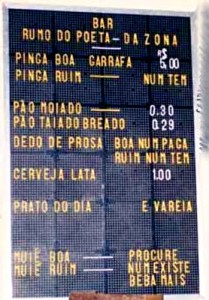 BAR
RUMO DO POETA - DA ZONA
R$
PINGA BOA GARRAFA 5,00
PINGA RUIM — NUM TEM
PÃO MOIADO — 0.30
PÃO TAIADO BREADO 0.29
DEDO DE PROSA BOA NUM PAGA
RUIM NUM TEM
CERVEJA LATA 1.00
PRATO DO DIA E VAREIA
MUIÉ BOA — PROCURE
MUIÉ RUIM — NUM EXISTE
BEBA MAIS